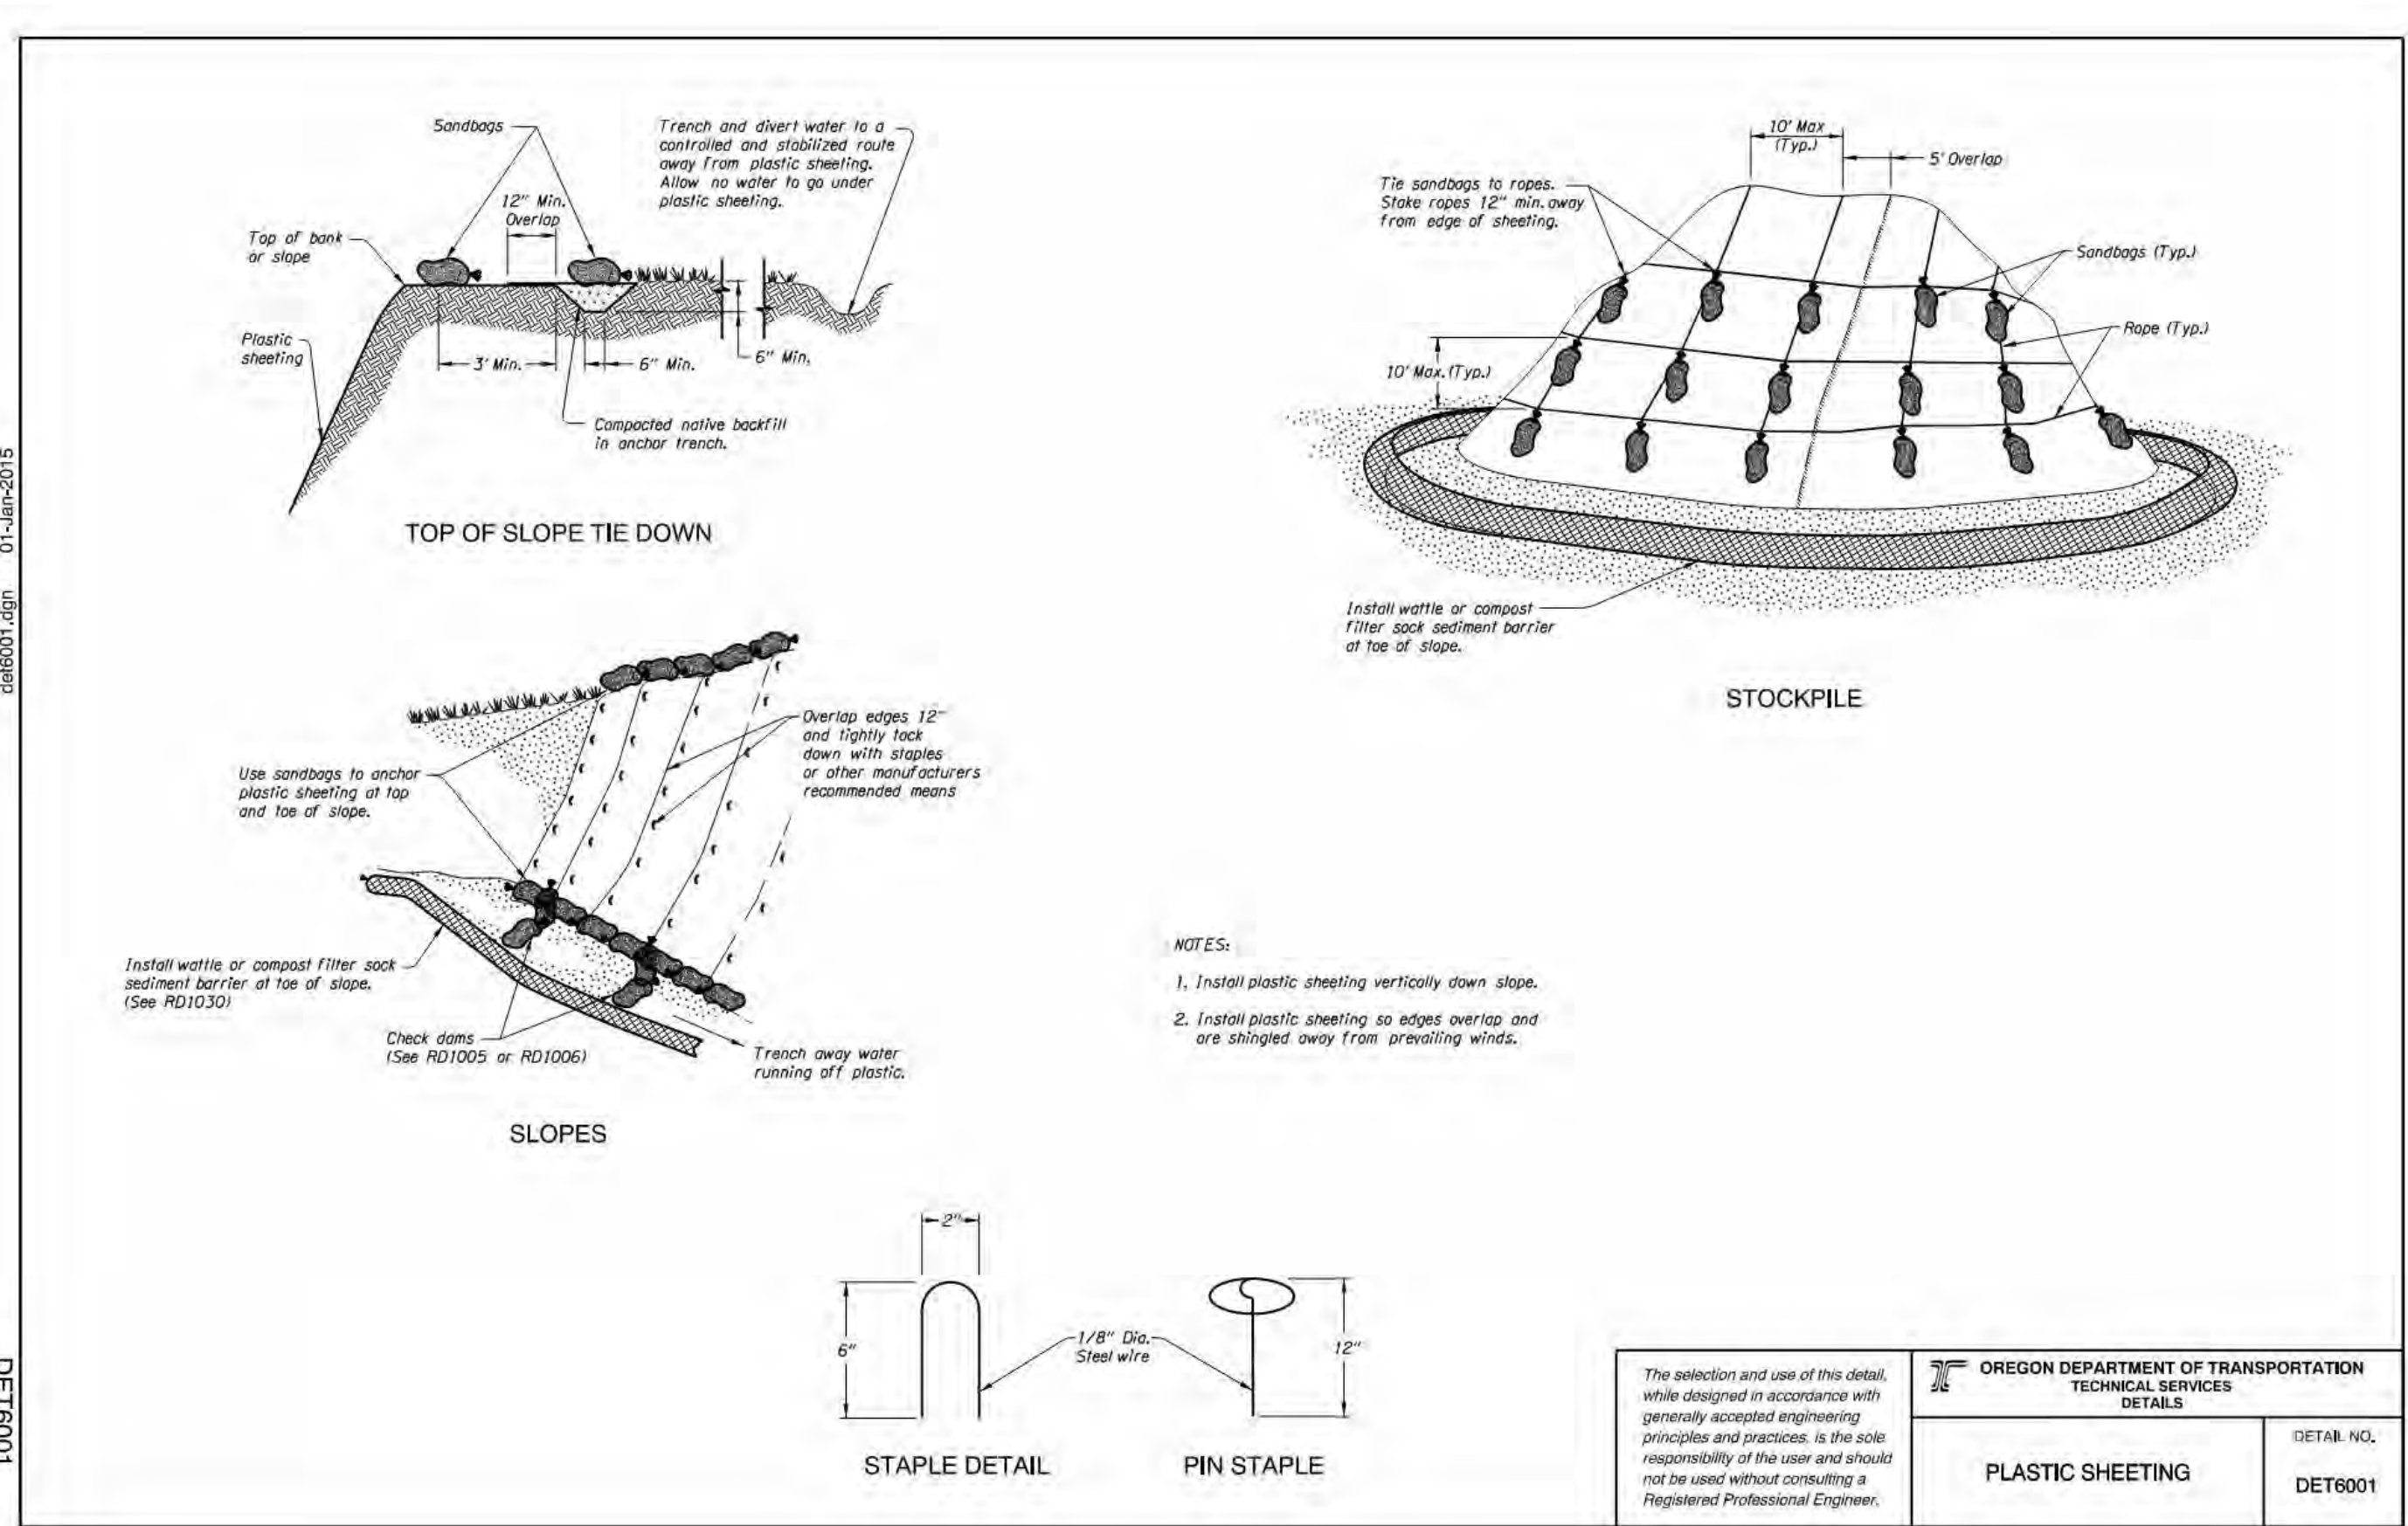 Sandbags
Trench and divert water to a
controlled and stabilized route
away from plastic sheeting.
Allow no water to go under
plastic sheeting.
12" Min.
Overlap
Top of bank
or slope
Plastic
sheeting
3' Min.
6" Min.
6" Min.
Compacted native backfill
in anchor trench.
TOP OF SLOPE TIE DOWN
10' Max
(Typ.)
5' Overlap
Tie sandbags to ropes.
Stake ropes 12" min. away
from edge of sheeting.
Sandbags (Typ.)
Rope (Typ.)
10' Max. (Typ.)
Install wattle or compost
filter sock sediment barrier
at toe of slope.
STOCKPILE
Overlap edges 12"
and tightly tack
down with staples
or other manufacturers
recommended means
Use sandbags to anchor
plastic sheeting at top
and toe of slope.
Install wattle or compost filter sock
sediment barrier at toe of slope.
(See RD1030)
Check dams
(See RD1005 or RD1006)
Trench away water
running off plastic.
SLOPES
NOTES:
1. Install plastic sheeting vertically down slope.
2. Install plastic sheeting so edges overlap and
are shingled away from prevailing winds.
2"
6"
1/8" Dia.
Steel wire
12"
STAPLE DETAIL
PIN STAPLE
The selection and use of this detail,
while designed in accordance with
generally accepted engineering
principles and practices, is the sole
responsibility of the user and should
not be used without consulting a
Registered Professional Engineer.
OREGON DEPARTMENT OF TRANSPORTATION
TECHNICAL SERVICES
DETAILS
PLASTIC SHEETING
DETAIL NO.
DET6001
det6001.dgn 01-Jan-2015
DET6001